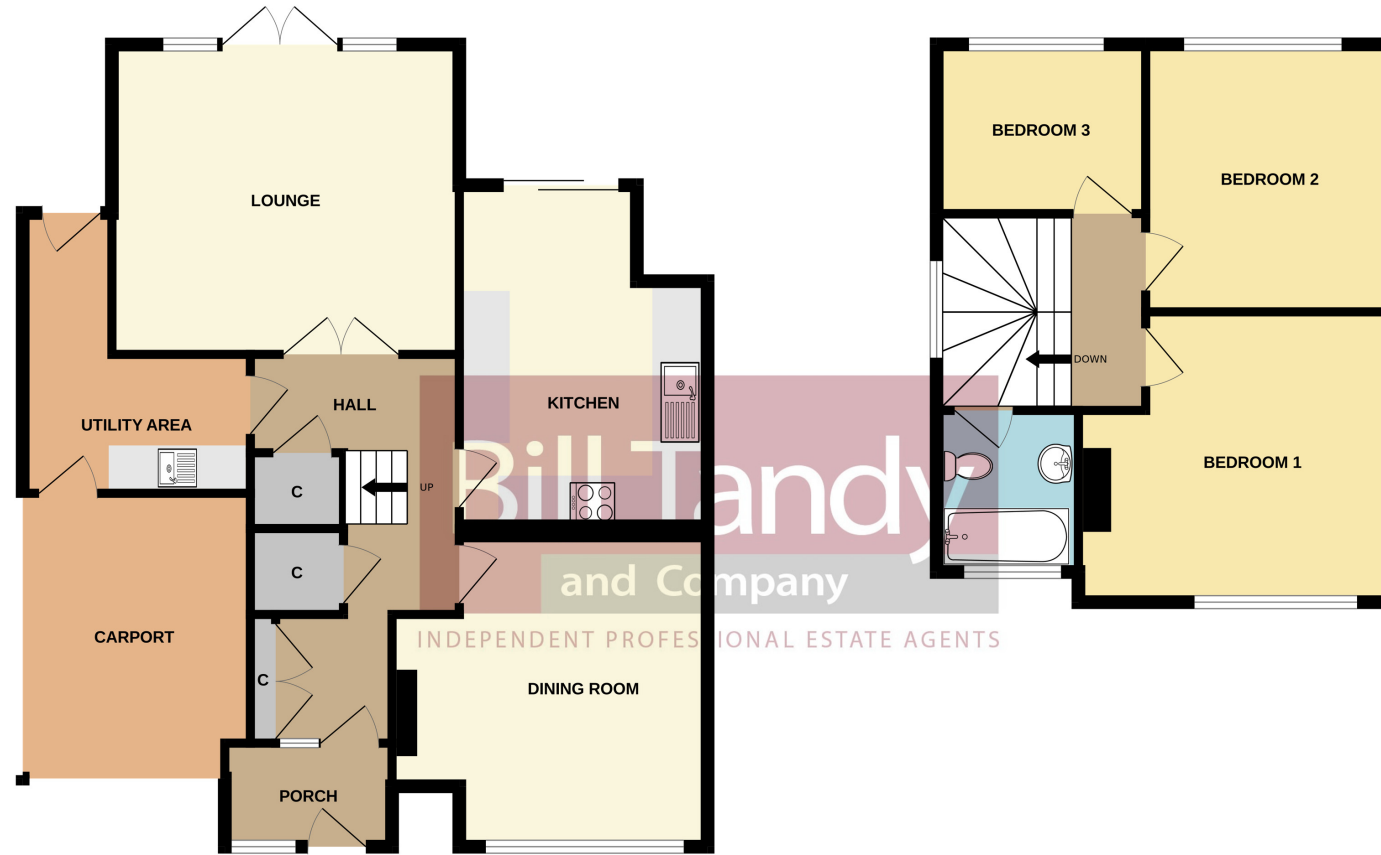 LOUNGE
UTILITY AREA
HALL
KITCHEN
C
UP
C
CARPORT
C
DINING ROOM
PORCH
BEDROOM 3
BEDROOM 2
DOWN
BEDROOM 1
Bill Tandy
and Company
INDEPENDENT PROFESSIONAL ESTATE AGENTS